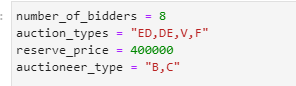 number_of_bidders = 8
auction_types = "ED,DE,V,F"
reserve_price = 400000
auctioneer_type = "B,C"